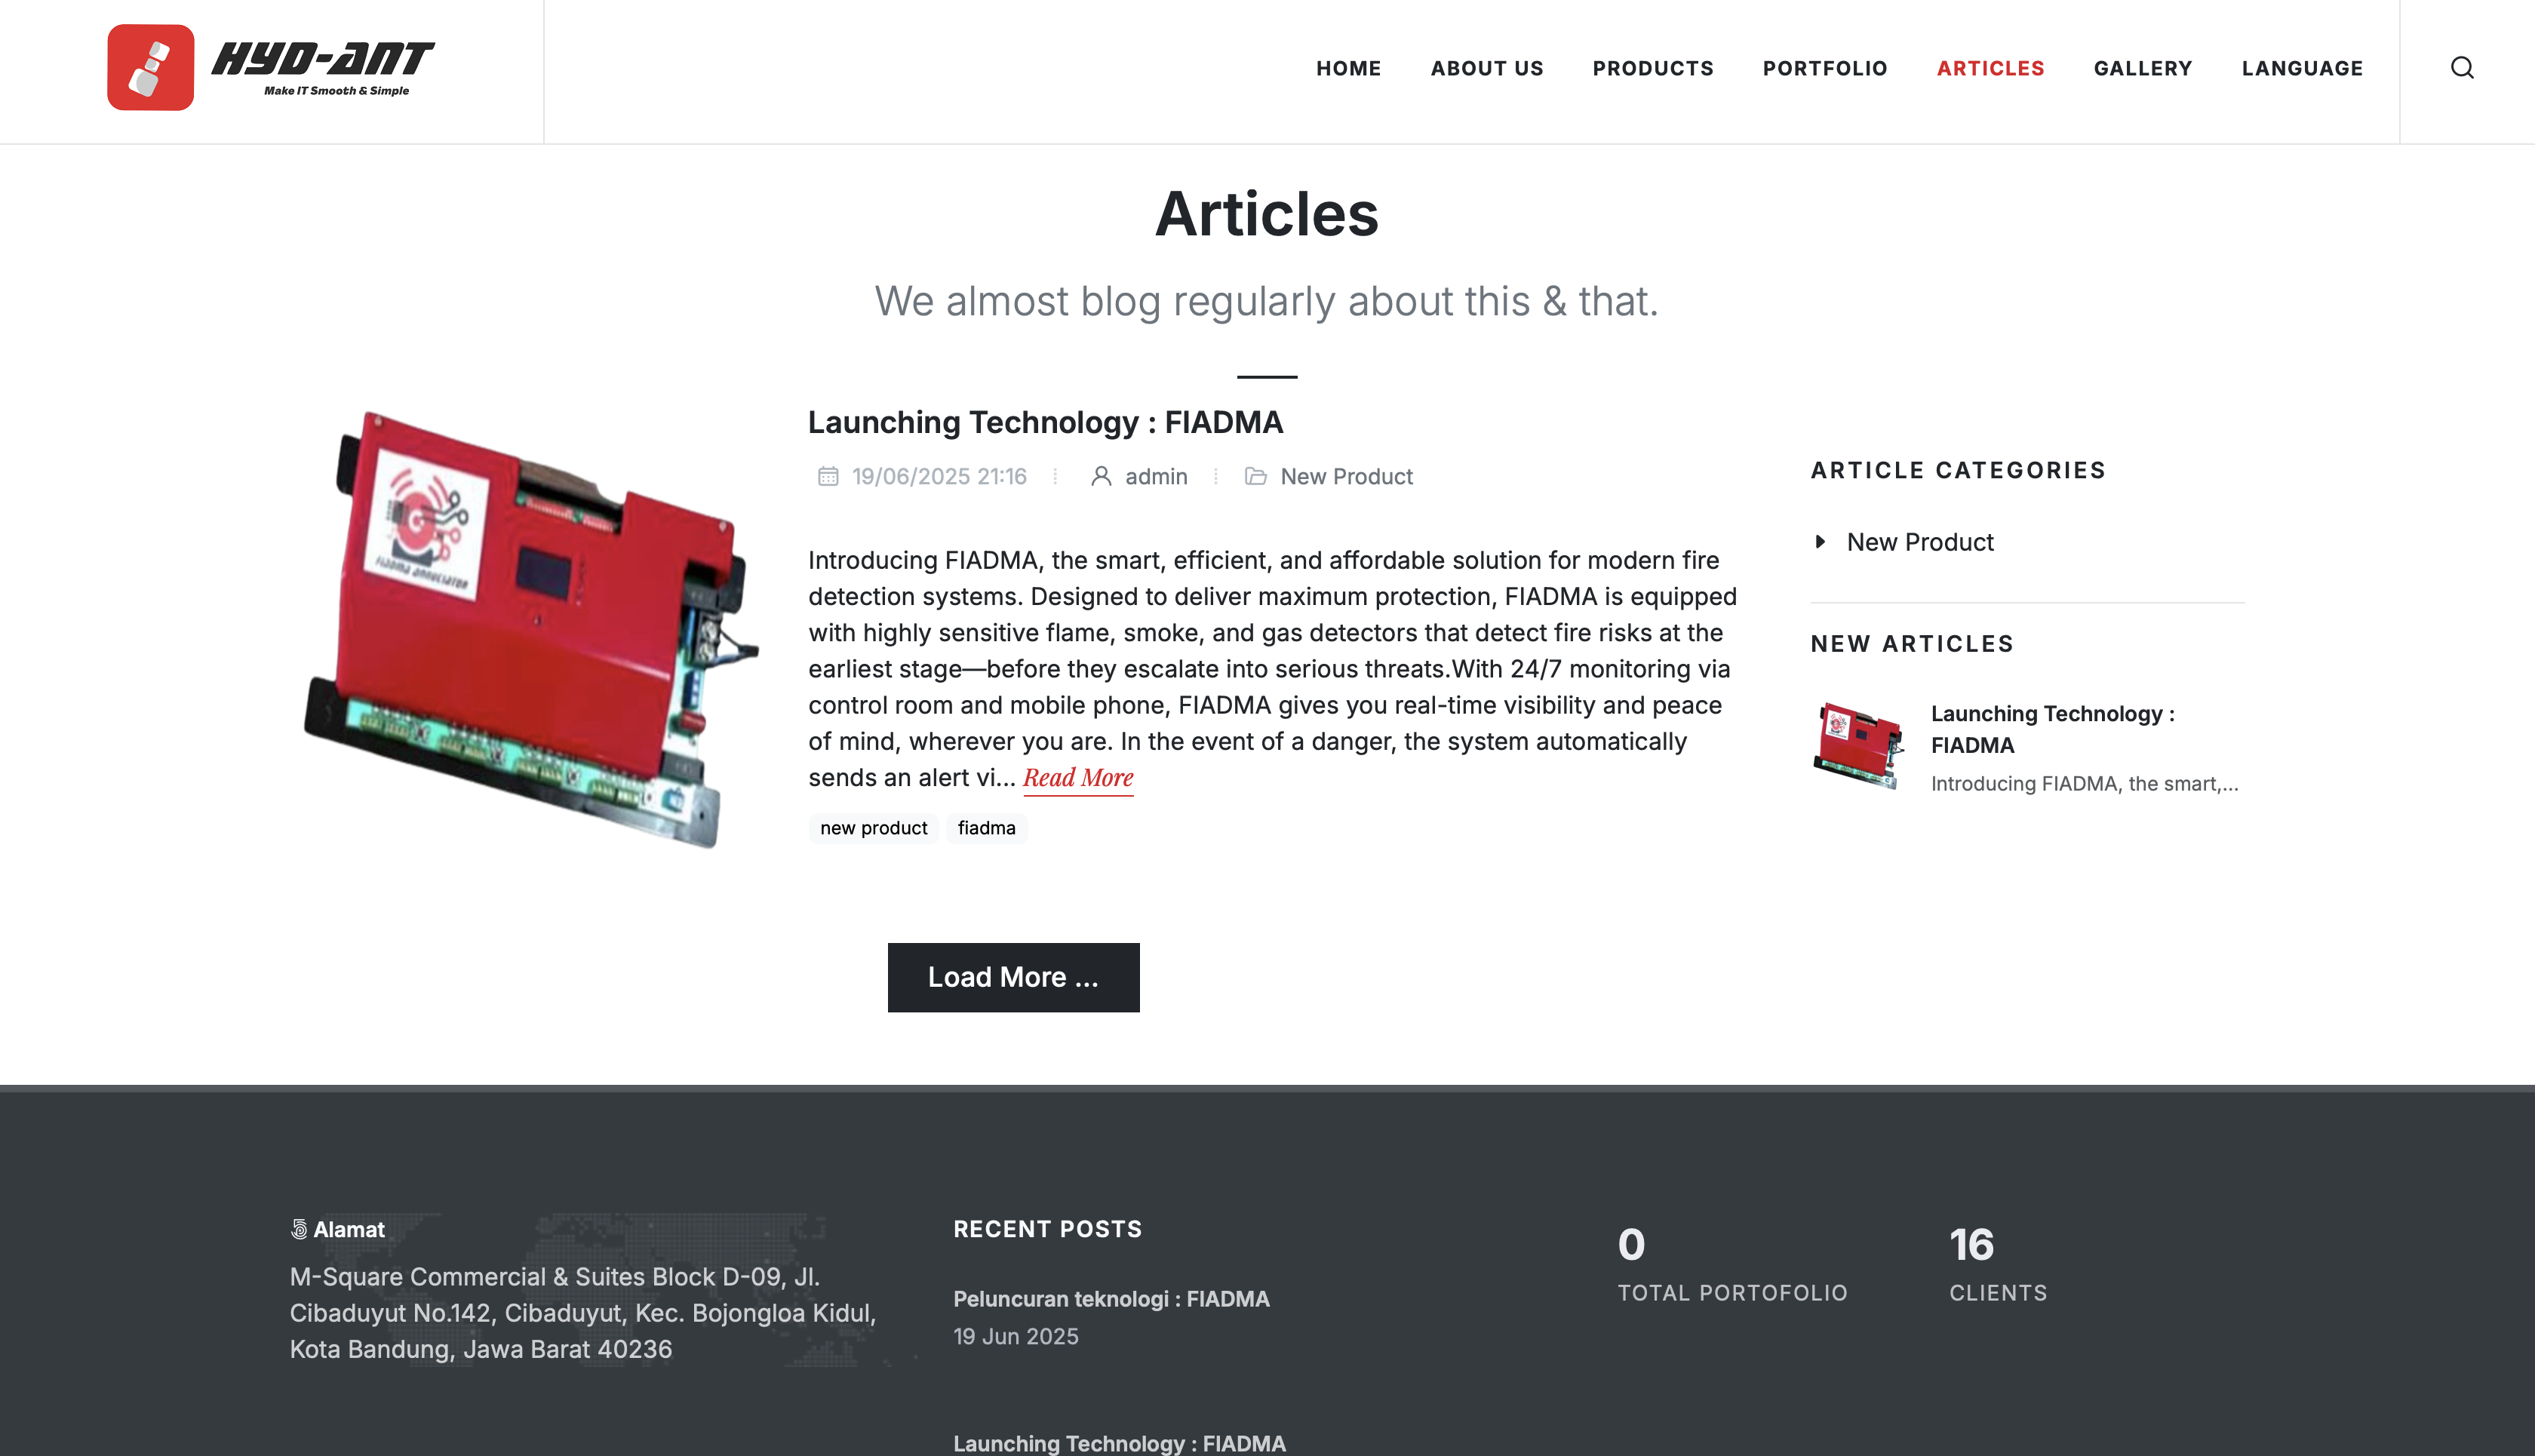 HYD-ANT
Make IT Smooth & Simple
HOME
ABOUT US
PRODUCTS
PORTFOLIO
ARTICLES
GALLERY
LANGUAGE
Articles
We almost blog regularly about this & that.
FIADMA ANNUCIATOR
Launching Technology : FIADMA
19/06/2025 21:16
admin
New Product
Introducing FIADMA, the smart, efficient, and affordable solution for modern fire
detection systems. Designed to deliver maximum protection, FIADMA is equipped
with highly sensitive flame, smoke, and gas detectors that detect fire risks at the
earliest stage—before they escalate into serious threats.With 24/7 monitoring via
control room and mobile phone, FIADMA gives you real-time visibility and peace
of mind, wherever you are. In the event of a danger, the system automatically
sends an alert vi... Read More
new product
fiadma
Load More ...
ARTICLE CATEGORIES
New Product
NEW ARTICLES
Launching Technology :
FIADMA
Introducing FIADMA, the smart,...
Alamat
M-Square Commercial & Suites Block D-09, Jl.
Cibaduyut No.142, Cibaduyut, Kec. Bojongloa Kidul,
Kota Bandung, Jawa Barat 40236
RECENT POSTS
Peluncuran teknologi : FIADMA
19 Jun 2025
Launching Technology : FIADMA
0
TOTAL PORTOFOLIO
16
CLIENTS